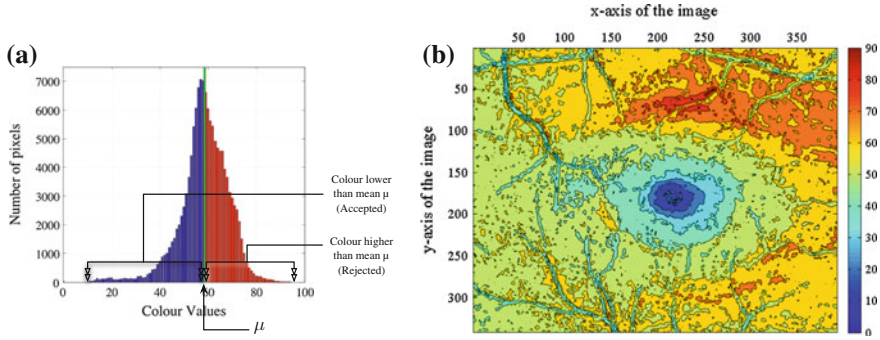 (a)
7000
6000
5000
4000
3000
2000
1000
0
Number of pixels
0 20 40 60 80 100
Colour Values
μ
Colour lower
than mean μ
(Accepted)
Colour higher
than mean μ
(Rejected)
(b)
x-axis of the image
50 100 150 200 250 300 350
y-axis of the image
50
100
150
200
250
300
90
80
70
60
50
40
30
20
10
0